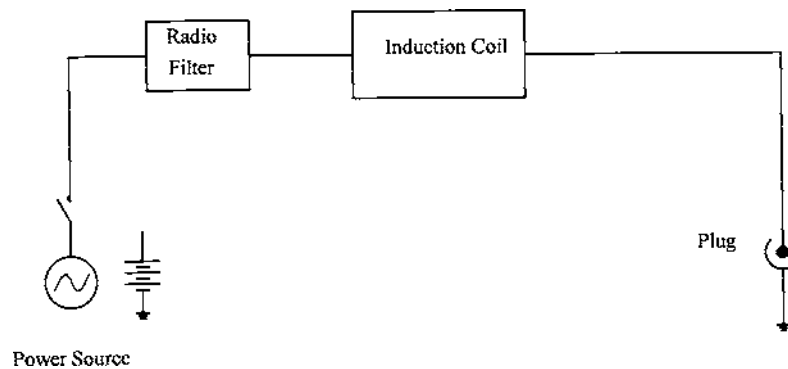 Radio
Filter
Induction Coil
Plug
Power Source